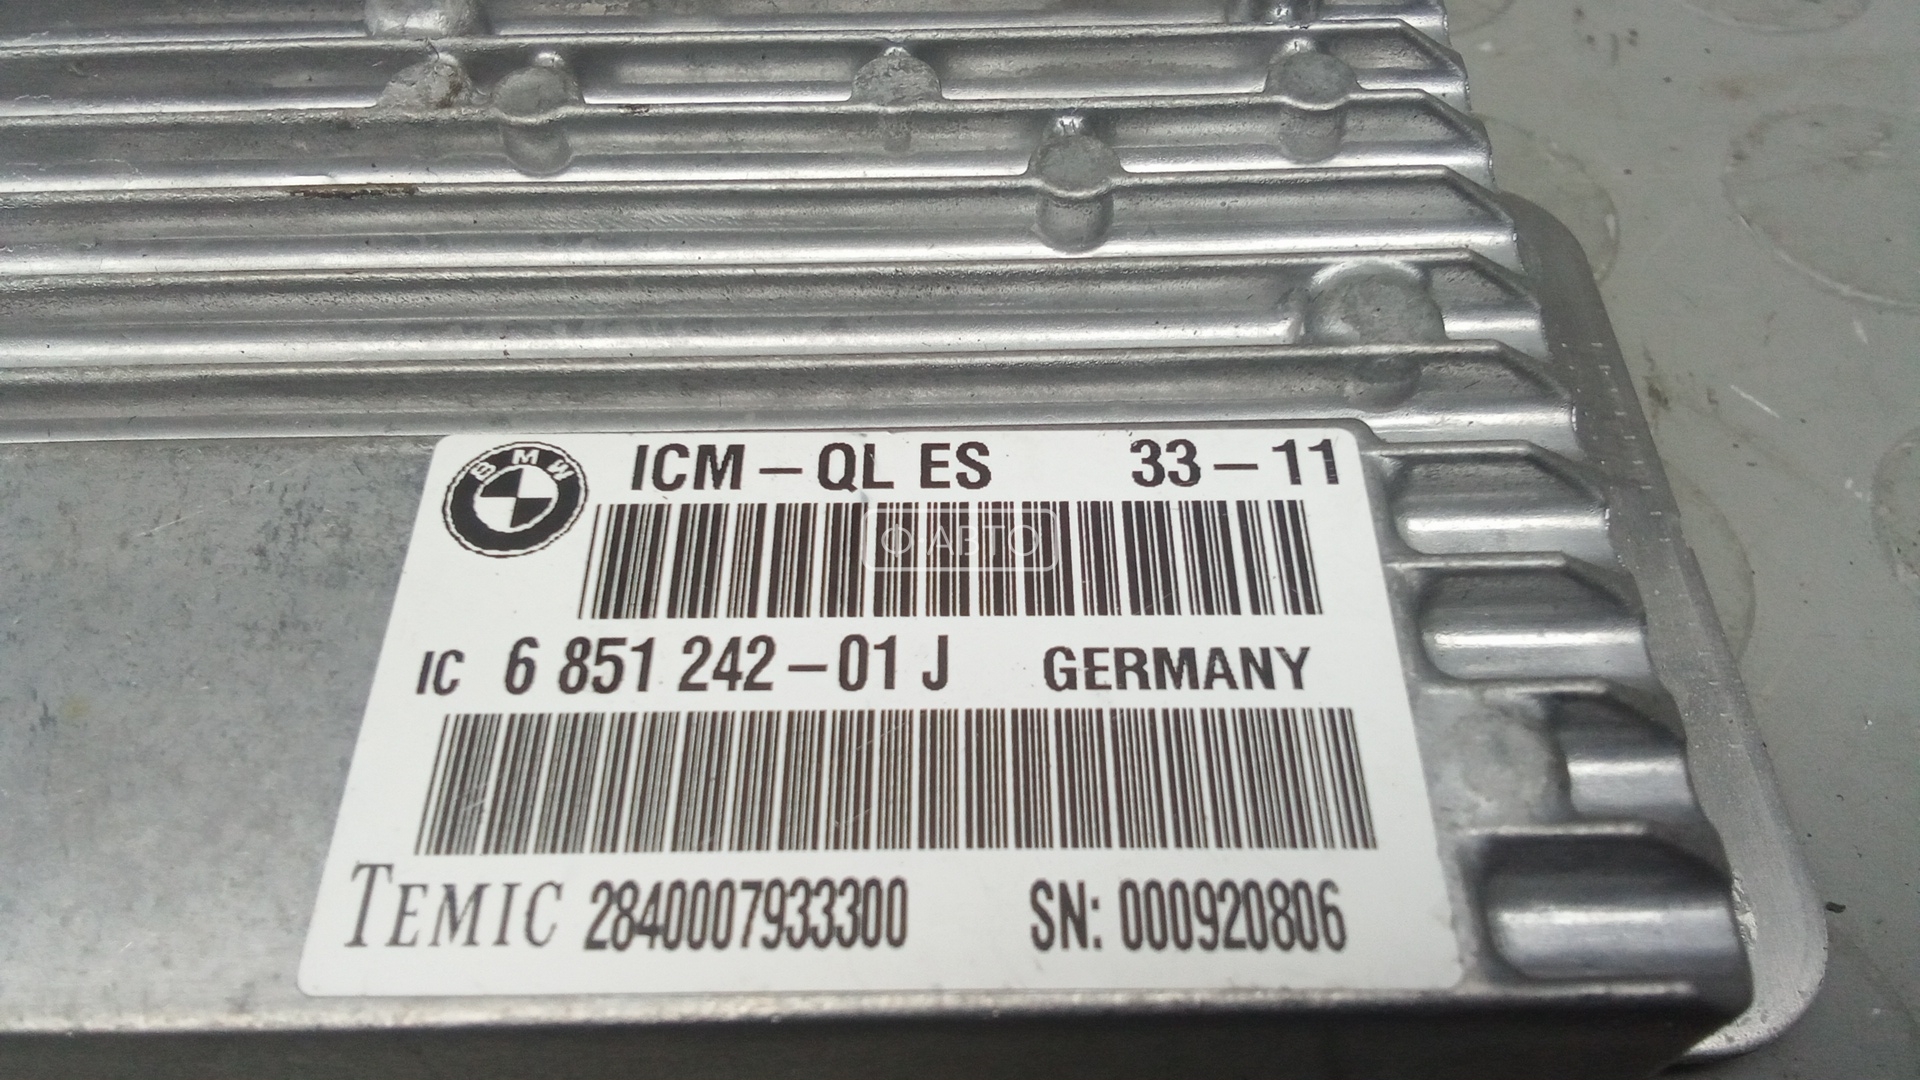 BMW
ICM-QL ES 33-11
АВТО
IC 6 851 242-01 J GERMANY
TEMIC 2840007933300 SN: 000920806